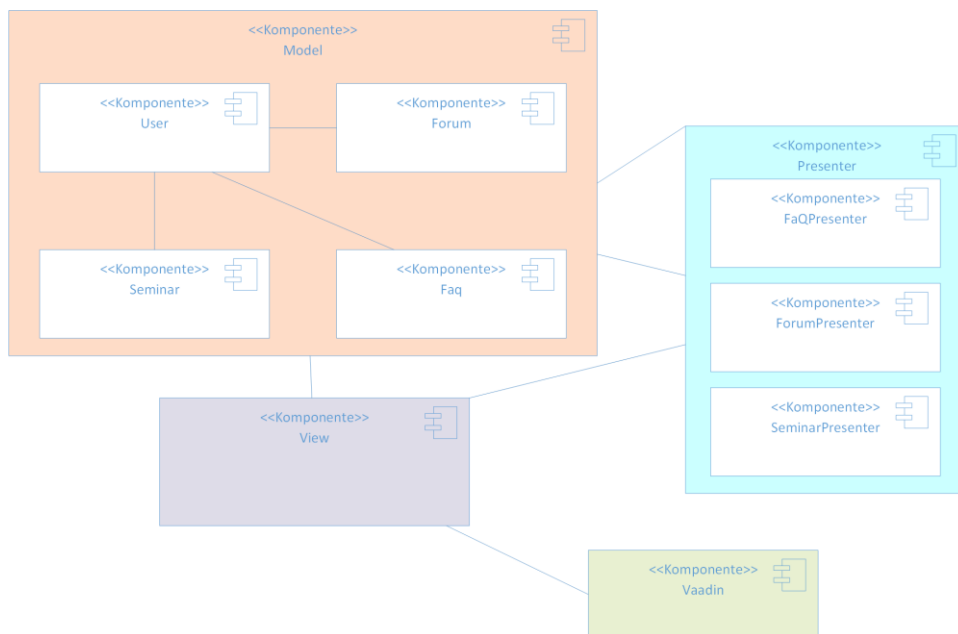 <<Komponente>>
Model
<<Komponente>>
User
<<Komponente>>
Forum
<<Komponente>>
Seminar
<<Komponente>>
Faq
<<Komponente>>
Presenter
<<Komponente>>
FaQPresenter
<<Komponente>>
ForumPresenter
<<Komponente>>
SeminarPresenter
<<Komponente>>
View
<<Komponente>>
Vaadin